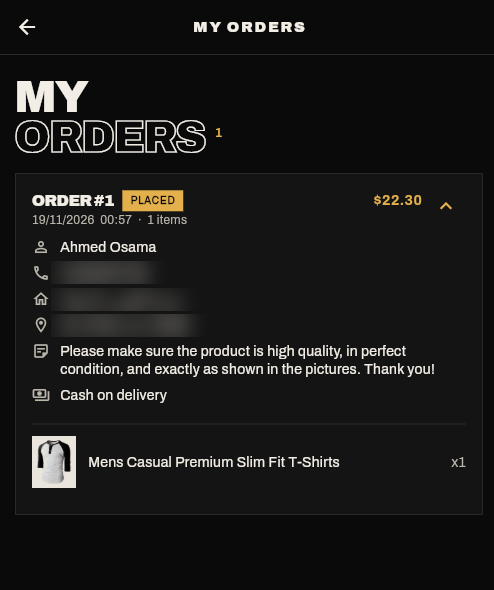 MY ORDERS
MY
ORDERS 1
ORDER #1 PLACED $22.30
19/11/2026 00:57 · 1 items
Ahmed Osama
Please make sure the product is high quality, in perfect
condition, and exactly as shown in the pictures. Thank you!
Cash on delivery
Mens Casual Premium Slim Fit T-Shirts x1